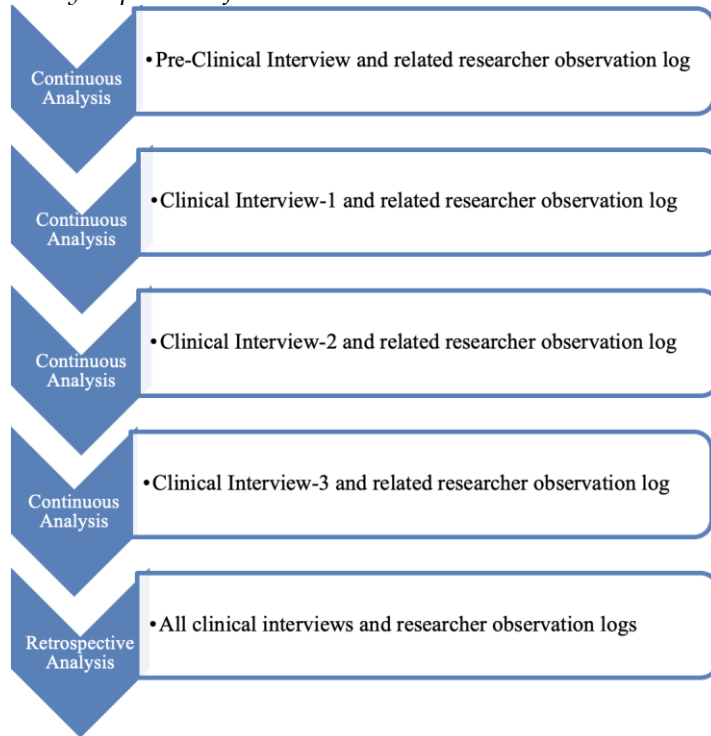 Continuous
Analysis
•Pre-Clinical Interview and related researcher observation log
Continuous
Analysis
•Clinical Interview-1 and related researcher observation log
Continuous
Analysis
•Clinical Interview-2 and related researcher observation log
Continuous
Analysis
•Clinical Interview-3 and related researcher observation log
Retrospective
Analysis
•All clinical interviews and researcher observation logs